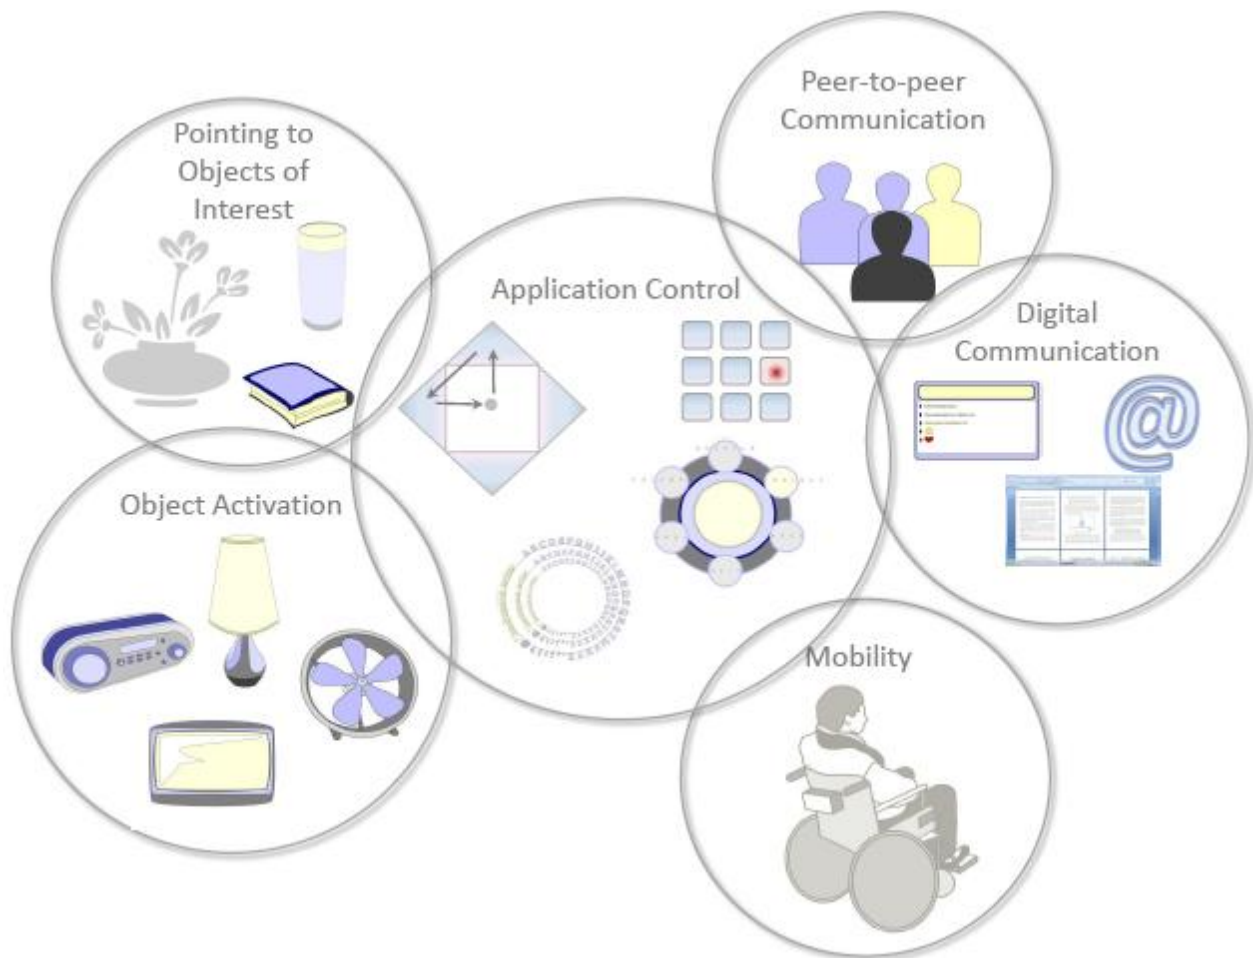 Peer-to-peer
Communication
Pointing to
Objects of
Interest
Application Control
Digital
Communication
@
Object Activation
Mobility